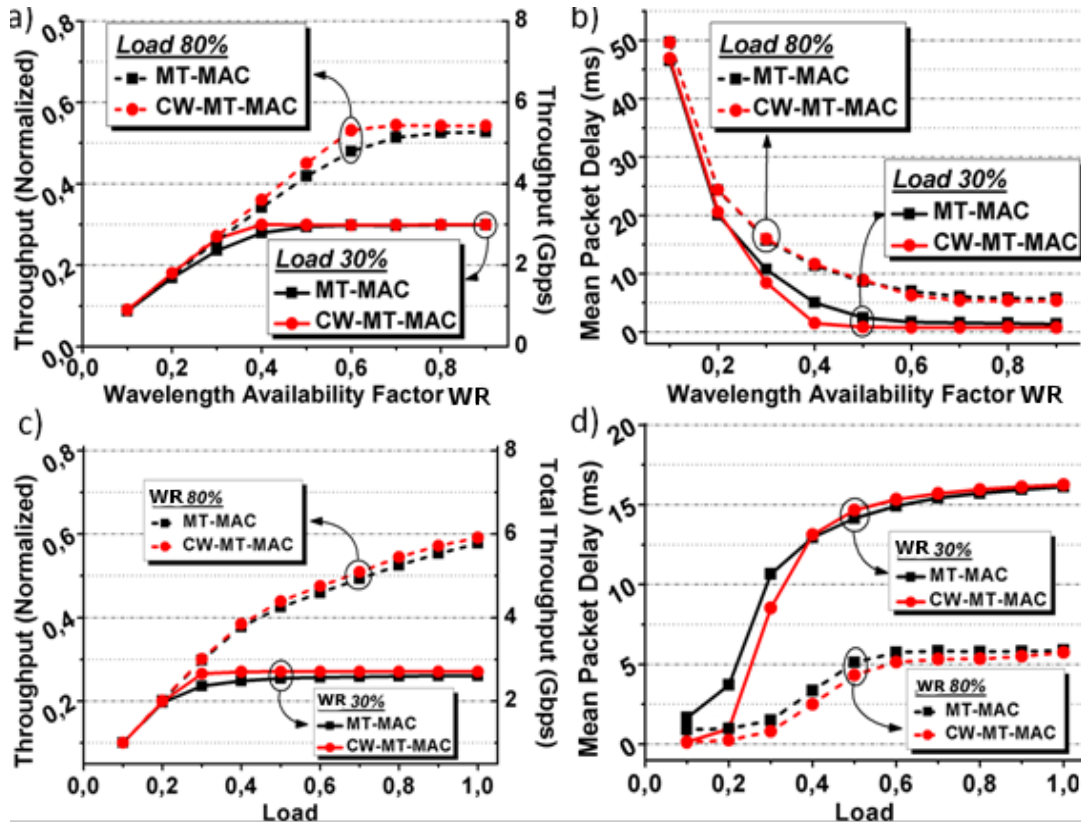 a)
Throughput (Normalized)
0,8
0,6
0,4
0,2
0,0
Load 80%
MT-MAC
CW-MT-MAC
Load 30%
MT-MAC
CW-MT-MAC
8
6
4
2
0
Throughput (Gbps)
0,0 0,2 0,4 0,6 0,8
Wavelength Availability Factor WR
b)
Mean Packet Delay (ms)
50
40
30
20
10
0
Load 80%
MT-MAC
CW-MT-MAC
Load 30%
MT-MAC
CW-MT-MAC
0,0 0,2 0,4 0,6 0,8
Wavelength Availability Factor WR
c)
Throughput (Normalized)
0,8
0,6
0,4
0,2
WR 80%
MT-MAC
CW-MT-MAC
WR 30%
MT-MAC
CW-MT-MAC
8
6
4
2
Total Throughput (Gbps)
0,0 0,2 0,4 0,6 0,8 1,0
Load
d)
Mean Packet Delay (ms)
20
15
10
5
0
WR 30%
MT-MAC
CW-MT-MAC
WR 80%
MT-MAC
CW-MT-MAC
0,0 0,2 0,4 0,6 0,8 1,0
Load